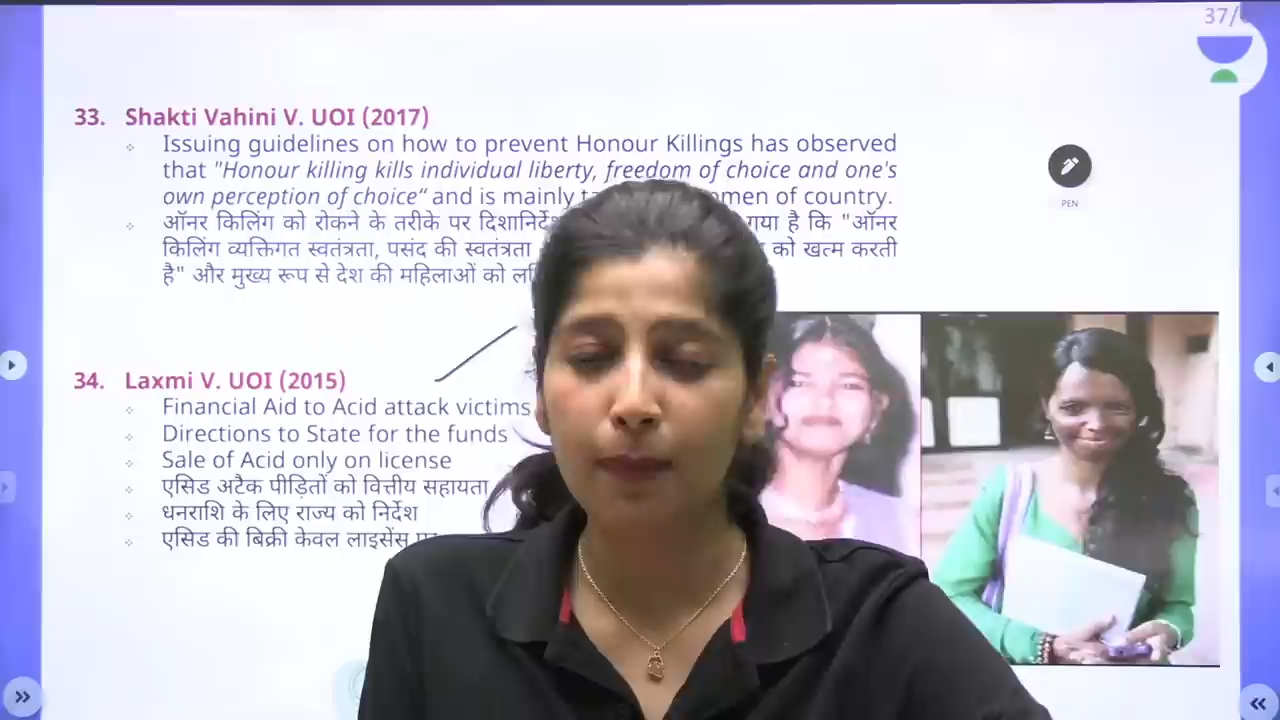 37/
33. Shakti Vahini V. UOI (2017)
Issuing guidelines on how to prevent Honour Killings has observed
that "Honour killing kills individual liberty, freedom of choice and one's
own perception of choice“ and is mainly of country.
ऑनर किलिंग को रोकने के तरीके पर गया है कि "ऑनर
किलिंग व्यक्तिगत स्वतंत्रता, पसंद की स्वतंत्रता को खत्म करती
है" और मुख्य रूप से देश की महिलाओं को
PEN
34. Laxmi V. UOI (2015)
Financial Aid to Acid attack victims
Directions to State for the funds
Sale of Acid only on license
एसिड अटैक पीड़ितों को वित्तीय सहायता
धनराशि के लिए राज्य को निर्देश
एसिड की बिक्री केवल लाइसेंस